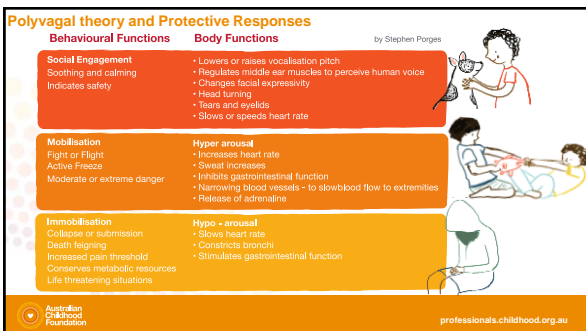 Polyvagal theory and Protective Responses
Behavioural Functions
Body Functions
by Stephen Porges
Social Engagement
Soothing and calming
Indicates safety
• Lowers or raises vocalisation pitch
• Regulates middle ear muscles to perceive human voice
• Changes facial expressivity
• Head turning
• Tears and eyelids
• Slows or speeds heart rate
Mobilisation
Fight or Flight
Active Freeze
Moderate or extreme danger
Hyper arousal
• Increases heart rate
• Sweat increases
• Inhibits gastrointestinal function
• Narrowing blood vessels - to slowblood flow to extremities
• Release of adrenaline
Immobilisation
Collapse or submission
Death feigning
Increased pain threshold
Conserves metabolic resources
Life threatening situations
Hypo - arousal
• Slows heart rate
• Constricts bronchi
• Stimulates gastrointestinal function
Australian
Childhood
Foundation
professionals.childhood.org.au